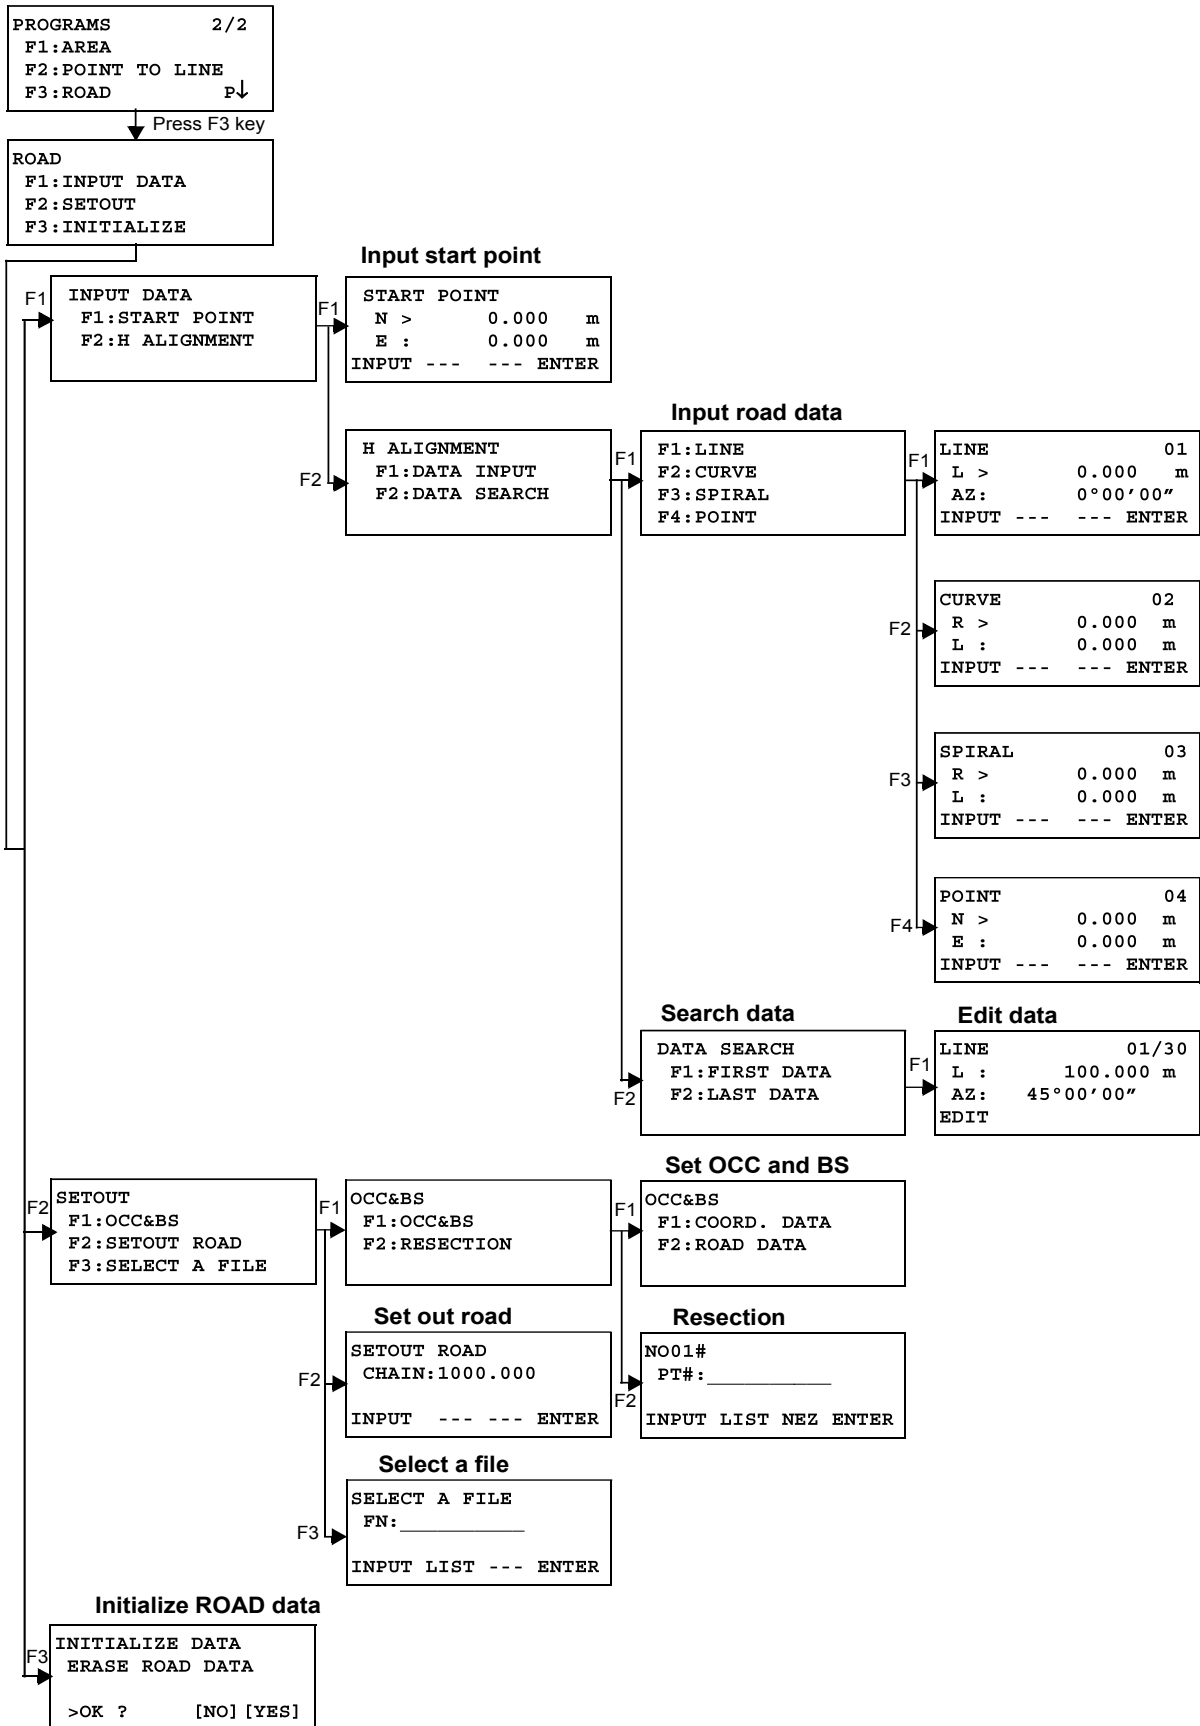 PROGRAMS 2/2
F1:AREA
F2:POINT TO LINE
F3:ROAD P↓
Press F3 key
ROAD
F1:INPUT DATA
F2:SETOUT
F3:INITIALIZE
F1
INPUT DATA
F1:START POINT
F2:H ALIGNMENT
Input start point
F1
START POINT
N > 0.000 m
E : 0.000 m
INPUT --- --- ENTER
F2
H ALIGNMENT
F1:DATA INPUT
F2:DATA SEARCH
Input road data
F1
F1:LINE
F2:CURVE
F3:SPIRAL
F4:POINT
F1
LINE 01
L > 0.000 m
AZ: 0°00′00″
INPUT --- --- ENTER
F2
CURVE 02
R > 0.000 m
L : 0.000 m
INPUT --- --- ENTER
F3
SPIRAL 03
R > 0.000 m
L : 0.000 m
INPUT --- --- ENTER
F4
POINT 04
N > 0.000 m
E : 0.000 m
INPUT --- --- ENTER
Search data
F2
DATA SEARCH
F1:FIRST DATA
F2:LAST DATA
Edit data
F1
LINE 01/30
L : 100.000 m
AZ: 45°00′00″
EDIT
F2
SETOUT
F1:OCC&BS
F2:SETOUT ROAD
F3:SELECT A FILE
F1
OCC&BS
F1:OCC&BS
F2:RESECTION
Set OCC and BS
F1
OCC&BS
F1:COORD. DATA
F2:ROAD DATA
Set out road
F2
SETOUT ROAD
CHAIN:1000.000
INPUT --- --- ENTER
Resection
F2
NO01#
PT#:__________
INPUT LIST NEZ ENTER
Select a file
F3
SELECT A FILE
FN:__________
INPUT LIST --- ENTER
Initialize ROAD data
F3
INITIALIZE DATA
ERASE ROAD DATA
>OK ? [NO][YES]